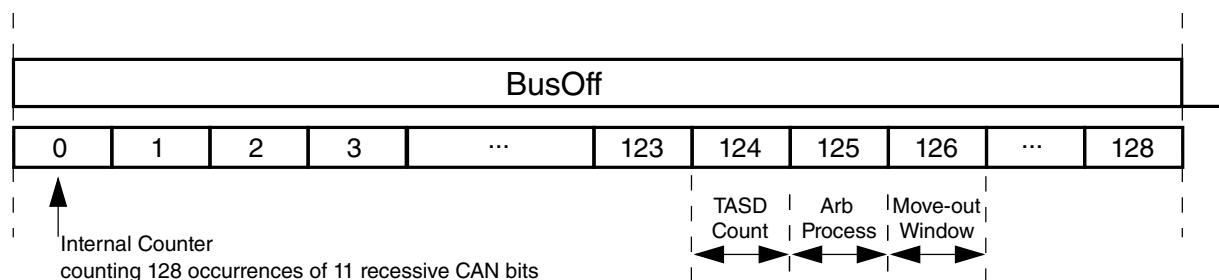 BusOff
0 1 2 3 ... 123 124 125 126 ... 128
TASD Count Arb Process Move-out Window
Internal Counter
counting 128 occurrences of 11 recessive CAN bits